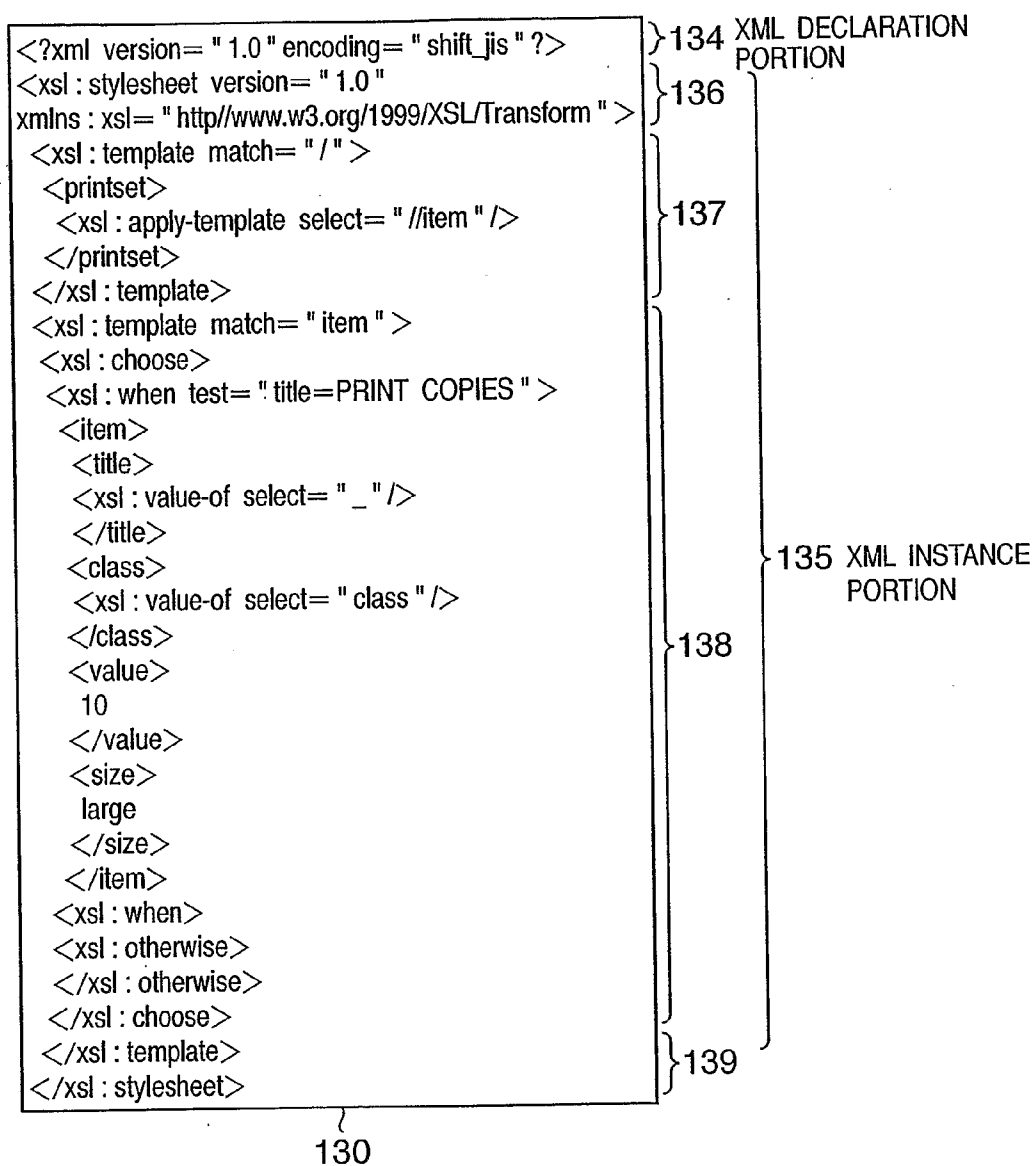 <?xml version= " 1.0 " encoding= " shift_jis " ?>
<xsl : stylesheet version= " 1.0 "
xmlns : xsl= " http//www.w3.org/1999/XSL/Transform " >
<xsl : template match= " / " >
<printset>
<xsl : apply-template select= " //item " />
</printset>
</xsl : template>
<xsl : template match= " item " >
<xsl : choose>
<xsl : when test= " title=PRINT COPIES " >
<item>
<title>
<xsl : value-of select= " _ " />
</title>
<class>
<xsl : value-of select= " class " />
</class>
<value>
10
</value>
<size>
large
</size>
</item>
<xsl : when>
<xsl : otherwise>
</xsl : otherwise>
</xsl : choose>
</xsl : template>
</xsl : stylesheet>
134 XML DECLARATION
PORTION
136
137
135 XML INSTANCE
PORTION
138
139
130